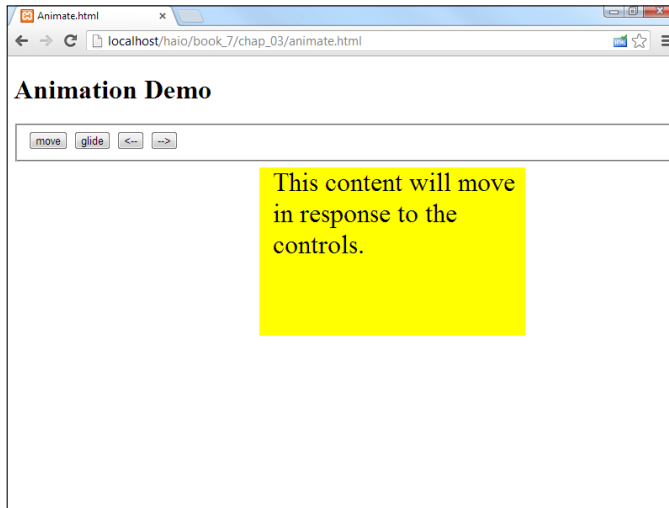 Animate.html
localhost/haio/book_7/chap_03/animate.html
Animation Demo
move glide <-- -->
This content will move
in response to the
controls.